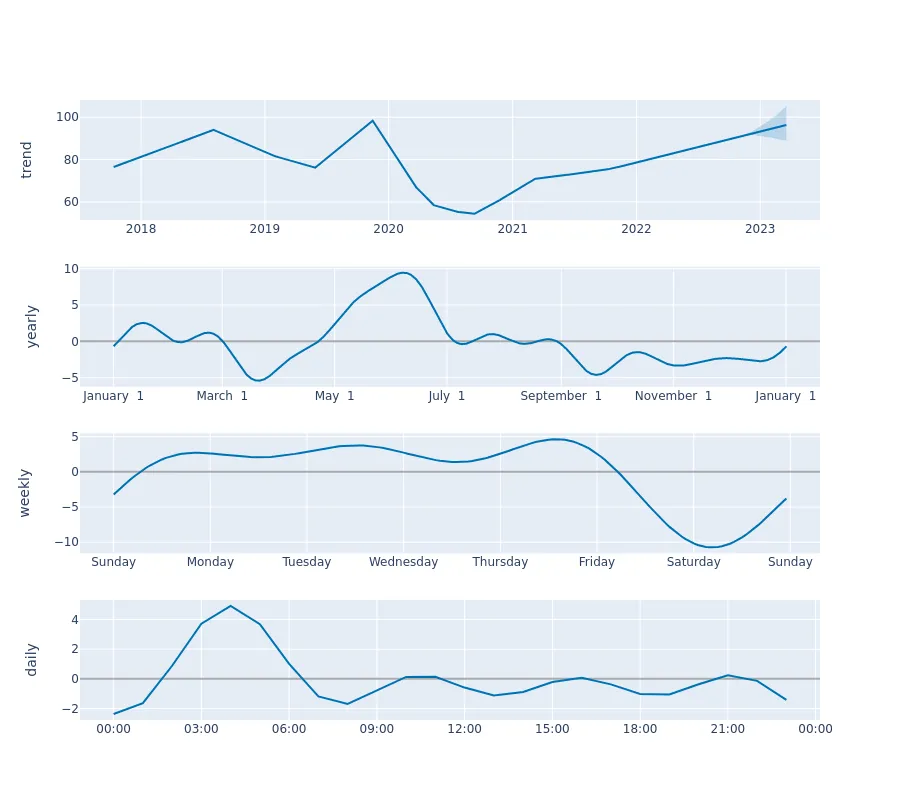 trend
100
80
60
2018 2019 2020 2021 2022 2023
yearly
10
5
0
−5
January 1 March 1 May 1 July 1 September 1 November 1 January 1
weekly
5
0
−5
−10
Sunday Monday Tuesday Wednesday Thursday Friday Saturday Sunday
daily
4
2
0
−2
00:00 03:00 06:00 09:00 12:00 15:00 18:00 21:00 00:00